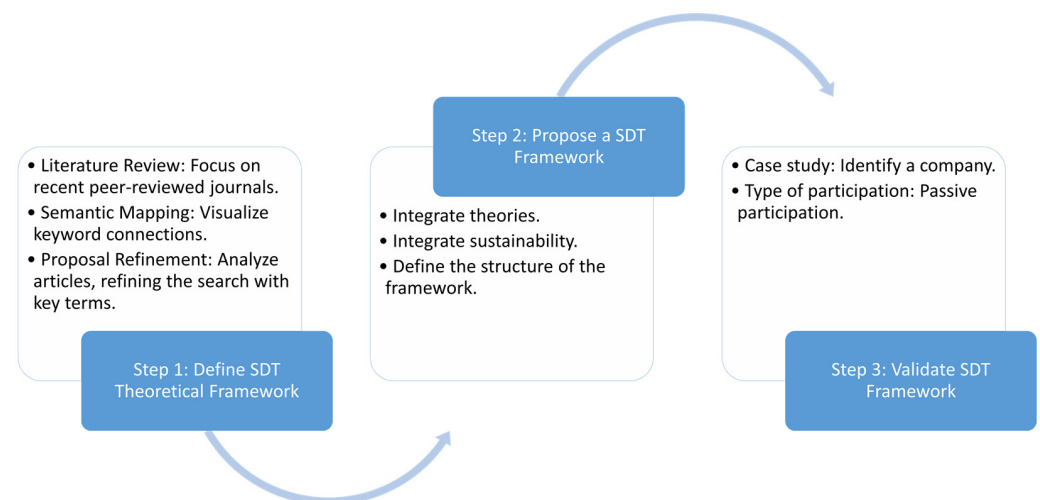 • Literature Review: Focus on
recent peer-reviewed journals.
• Semantic Mapping: Visualize
keyword connections.
• Proposal Refinement: Analyze
articles, refining the search with
key terms.
Step 1: Define SDT
Theoretical Framework
Step 2: Propose a SDT
Framework
• Integrate theories.
• Integrate sustainability.
• Define the structure of the
framework.
• Case study: Identify a company.
• Type of participation: Passive
participation.
Step 3: Validate SDT
Framework